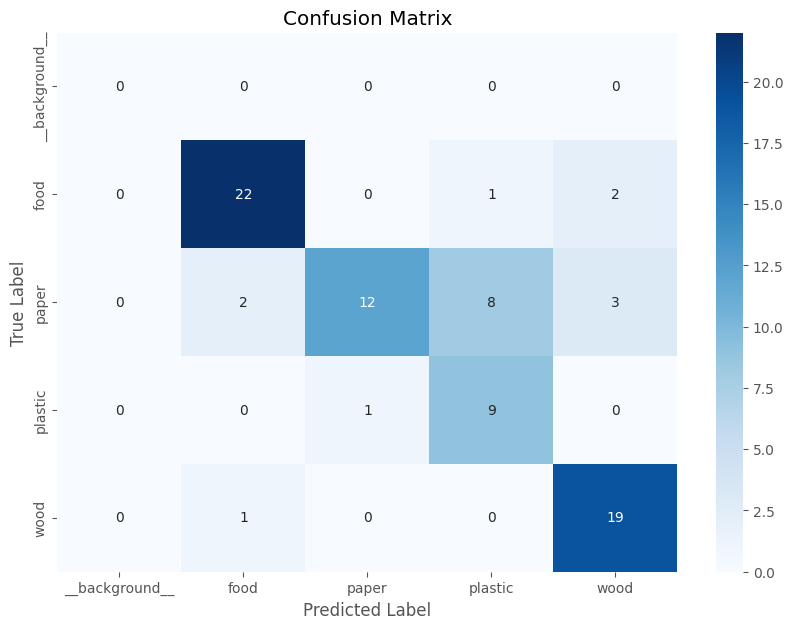 Confusion Matrix
True Label
__background__
0 0 0 0 0
food
0 22 0 1 2
paper
0 2 12 8 3
plastic
0 0 1 9 0
wood
0 1 0 0 19
__background__ food paper plastic wood
Predicted Label
20.0
17.5
15.0
12.5
10.0
7.5
5.0
2.5
0.0